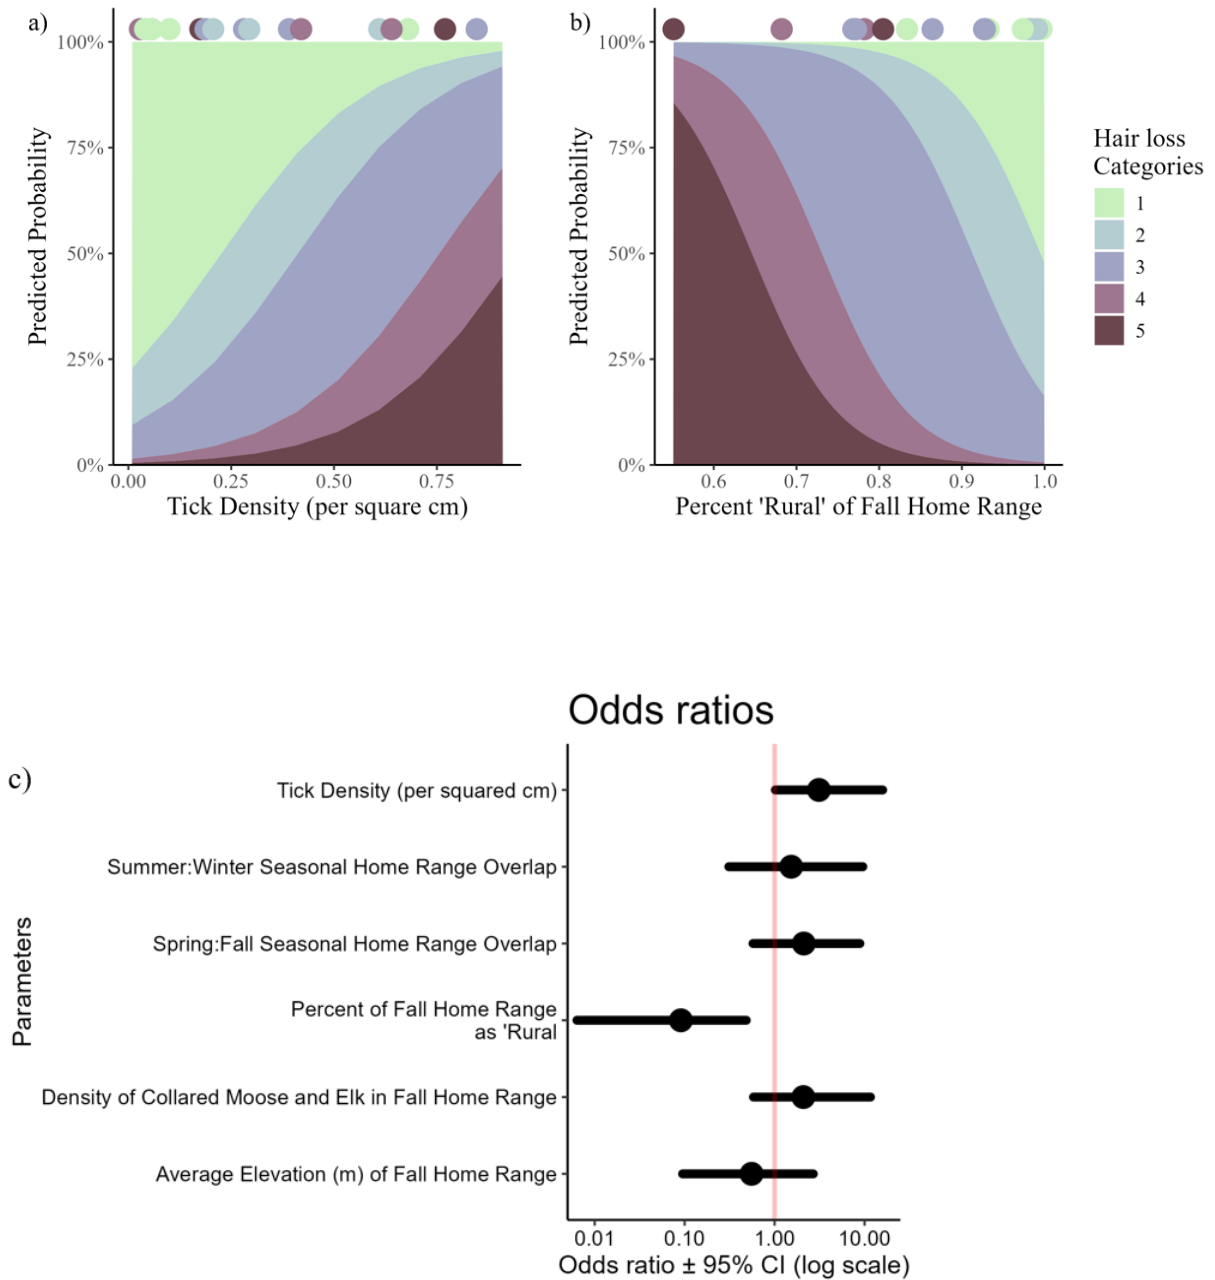 a)
Predicted Probability
100%
75%
50%
25%
0%
0.00 0.25 0.50 0.75
Tick Density (per square cm)
b)
Predicted Probability
100%
75%
50%
25%
0%
0.6 0.7 0.8 0.9 1.0
Percent 'Rural' of Fall Home Range
Hair loss
Categories
1
2
3
4
5
c)
Odds ratios
Parameters
Tick Density (per squared cm)
Summer:Winter Seasonal Home Range Overlap
Spring:Fall Seasonal Home Range Overlap
Percent of Fall Home Range
as 'Rural
Density of Collared Moose and Elk in Fall Home Range
Average Elevation (m) of Fall Home Range
0.01 0.10 1.00 10.00
Odds ratio ± 95% CI (log scale)